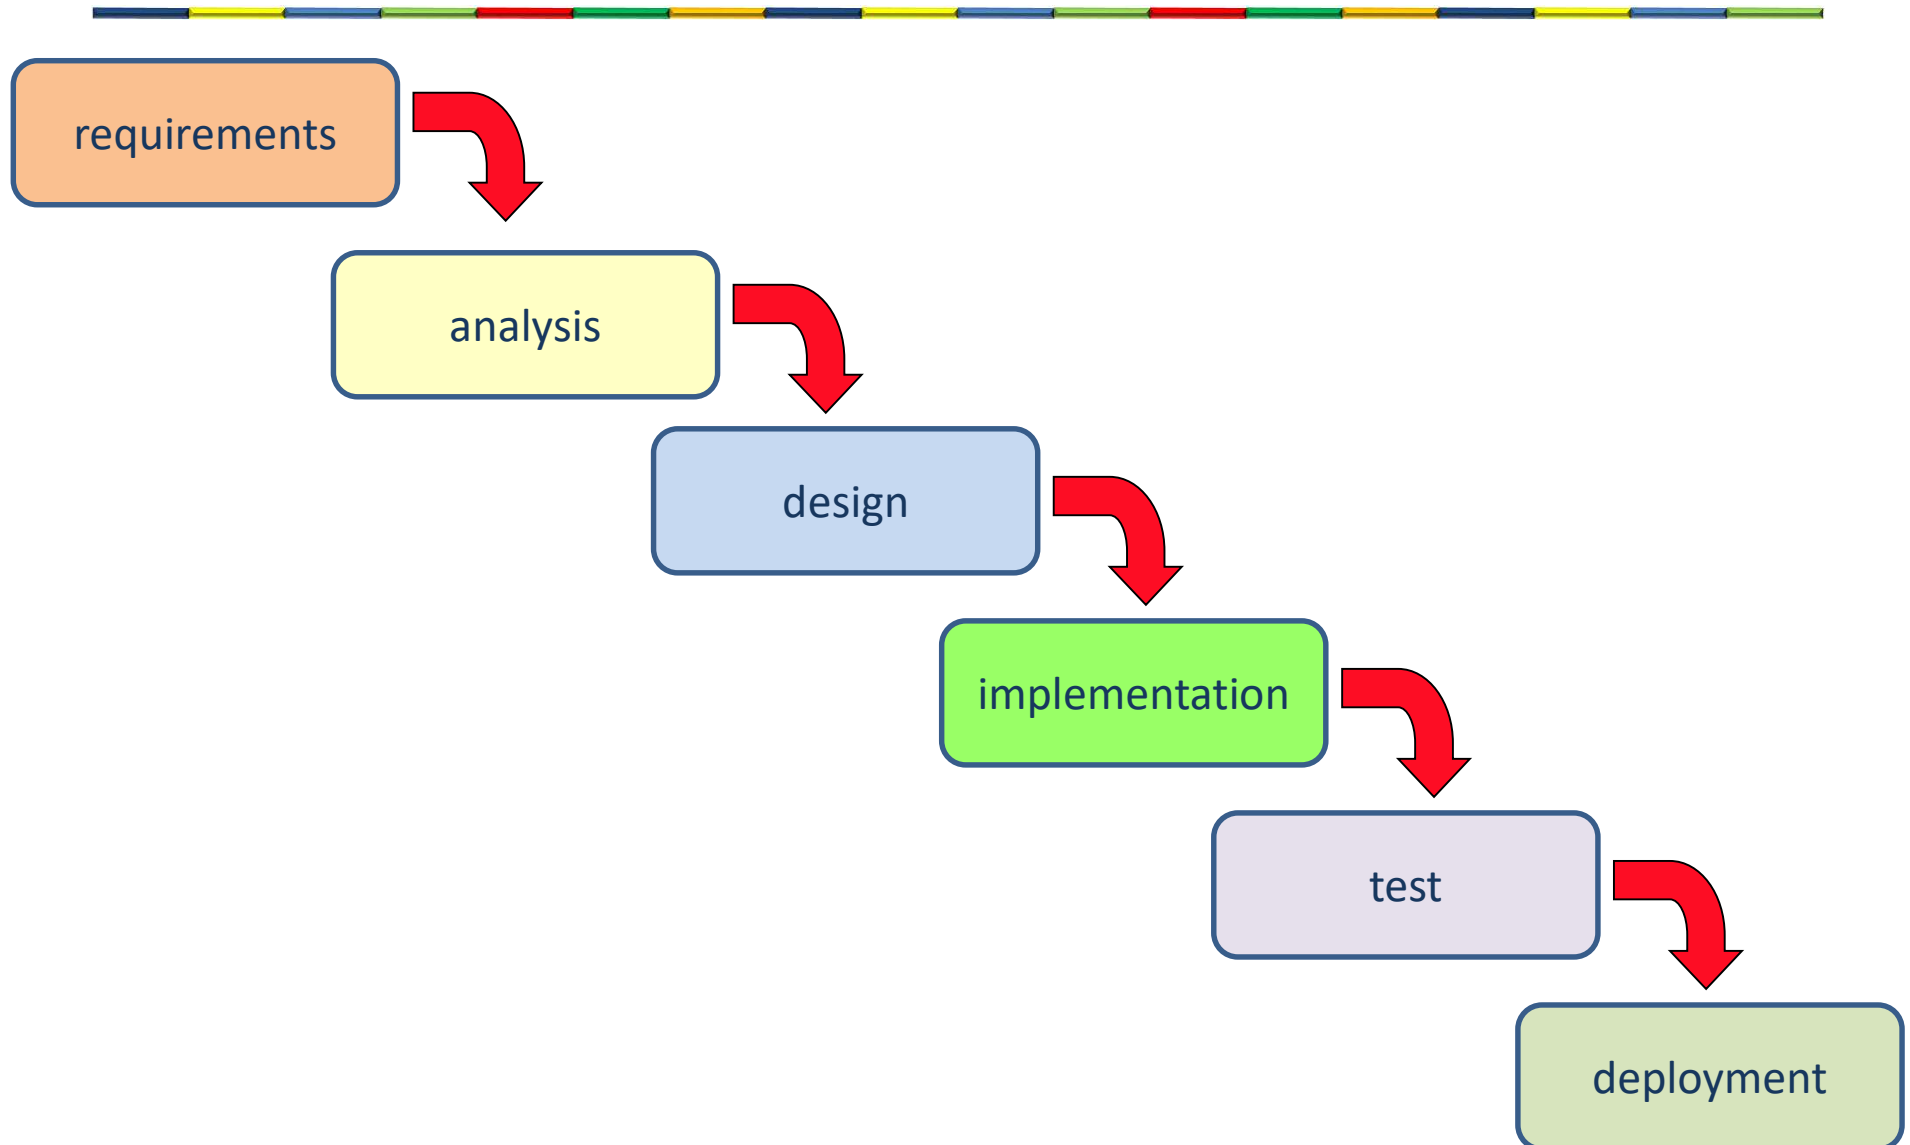 requirements
analysis
design
implementation
test
deployment